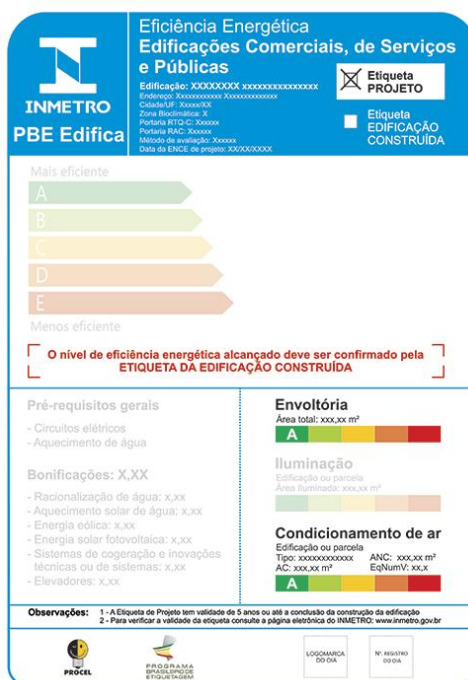 INMETRO
PBE Edifica
Eficiência Energética
Edificações Comerciais, de Serviços
e Públicas
Edificação: XXXXXXXX xxxxxxxxxxxxxxx
Endereço: Xxxxxxxxxxxx Xxxxxxxxxxxxxx
Cidade/UF: Xxxxx/XX
Zona Bioclimática: X
Portaria RTQ-C: Xxxxxx
Portaria RAC: Xxxxxx
Método de avaliação: Xxxxxx
Data da ENCE de projeto: XX/XX/XXXX
Etiqueta
PROJETO
Etiqueta
EDIFICAÇÃO
CONSTRUÍDA
Mais eficiente
A
B
C
D
E
Menos eficiente
O nível de eficiência energética alcançado deve ser confirmado pela
ETIQUETA DA EDIFICAÇÃO CONSTRUÍDA
Pré-requisitos gerais
- Circuitos elétricos
- Aquecimento de água
Bonificações: X,XX
- Racionalização de água: x,xx
- Aquecimento solar de água: x,xx
- Energia eólica: x,xx
- Energia solar fotovoltaica: x,xx
- Sistemas de cogeração e inovações
técnicas ou de sistemas: x,xx
- Elevadores: x,xx
Envoltória
Área total: xxx,xx m²
A
Iluminação
Edificação ou parcela
Área Iluminada: xxx,xx m²
Condicionamento de ar
Edificação ou parcela
Tipo: xxxxxxxxxxxx ANC: xxx,xx m²
AC: xxx,xx m² EqNumV: xx,x
A
Observações: 1 - A Etiqueta de Projeto tem validade de 5 anos ou até a conclusão da construção da edificação
2 - Para verificar a validade da etiqueta consulte a página eletrônica do INMETRO: www.inmetro.gov.br
PROCEL
PROGRAMA
BRASILEIRO DE
ETIQUETAGEM
LOGOMARCA
DO OIA
Nº. REGISTRO
DO OIA